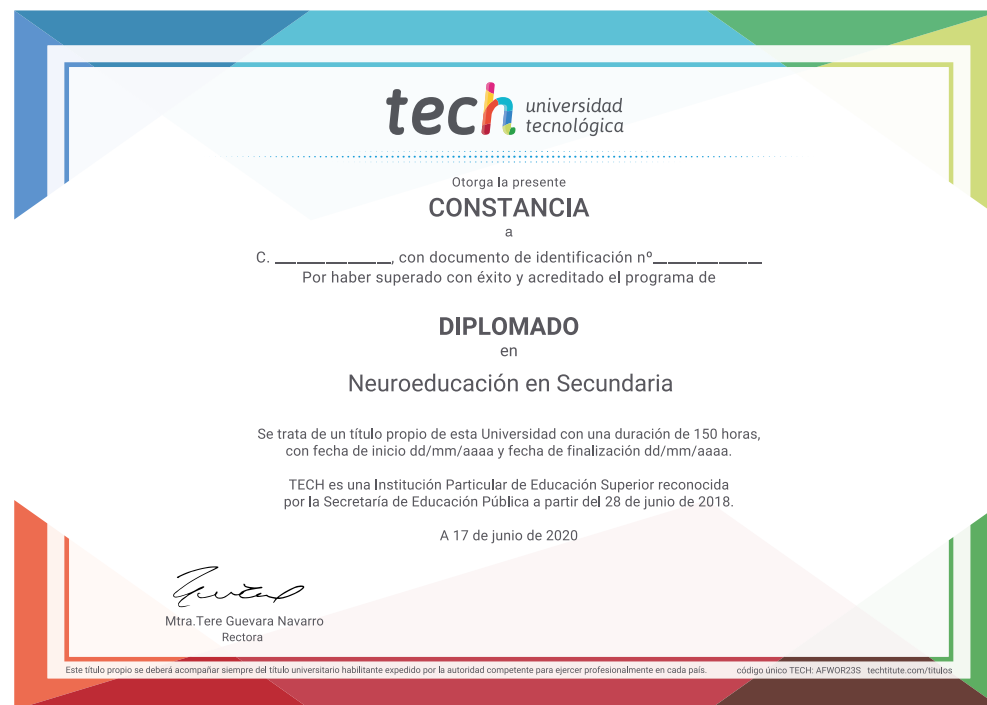 tech universidad
tecnológica
Otorga la presente
CONSTANCIA
a
C. ______________, con documento de identificación nº______________
Por haber superado con éxito y acreditado el programa de
DIPLOMADO
en
Neuroeducación en Secundaria
Se trata de un título propio de esta Universidad con una duración de 150 horas,
con fecha de inicio dd/mm/aaaa y fecha de finalización dd/mm/aaaa.
TECH es una Institución Particular de Educación Superior reconocida
por la Secretaría de Educación Pública a partir del 28 de junio de 2018.
A 17 de junio de 2020
Mtra.Tere Guevara Navarro
Rectora
Este título propio se deberá acompañar siempre del título universitario habilitante expedido por la autoridad competente para ejercer profesionalmente en cada país. código único TECH: AFWOR23S techtitute.com/titulos